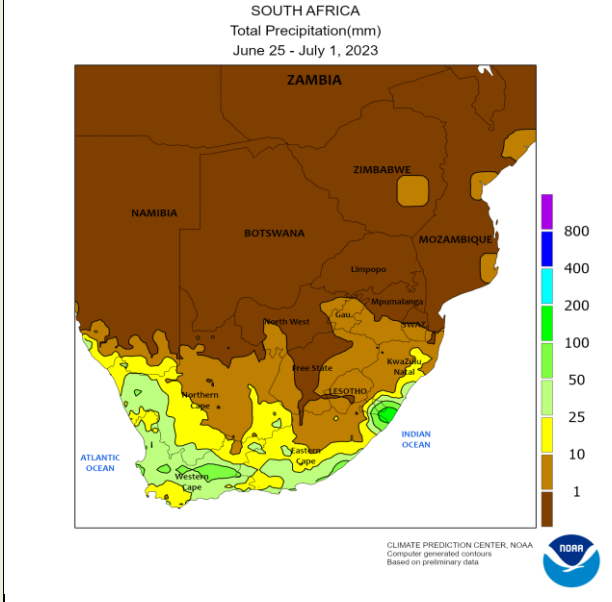 SOUTH AFRICA
Total Precipitation(mm)
June 25 - July 1, 2023
ZAMBIA
ZIMBABWE
NAMIBIA
BOTSWANA
MOZAMBIQUE
Limpopo
Mpumalanga
Gau.
North West
SWAZ.
Free State
KwaZulu
Natal
LESOTHO
Northern
Cape
Eastern
Cape
Western
Cape
ATLANTIC
OCEAN
INDIAN
OCEAN
800
400
200
100
50
25
10
1
CLIMATE PREDICTION CENTER, NOAA
Computer generated contours
Based on preliminary data
NOAA